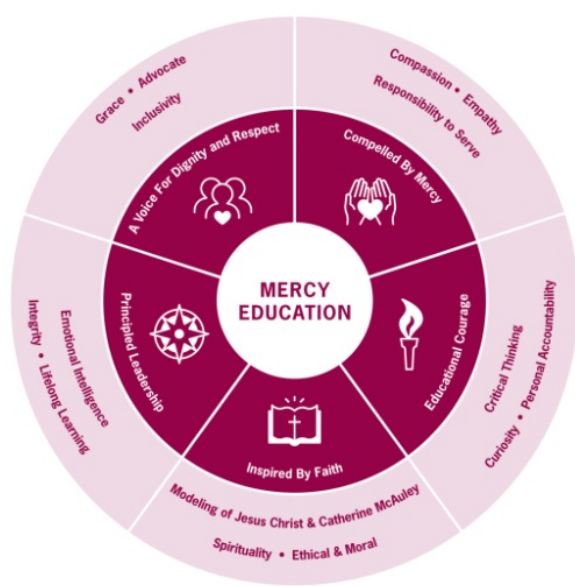 MERCY
EDUCATION
A Voice For Dignity and Respect
Grace • Advocate
Inclusivity
Compelled By Mercy
Compassion • Empathy
Responsibility to Serve
Educational Courage
Critical Thinking
Curiosity • Personal Accountability
Inspired By Faith
Modeling of Jesus Christ & Catherine McAuley
Spirituality • Ethical & Moral
Principled Leadership
Emotional Intelligence
Integrity • Lifelong Learning